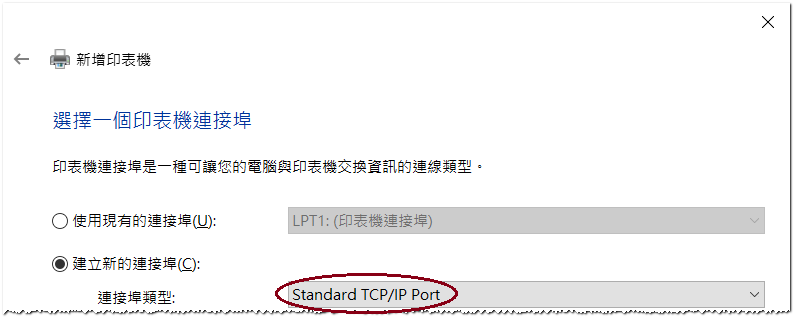 新增印表機
選擇一個印表機連接埠
印表機連接埠是一種可讓您的電腦與印表機交換資訊的連線類型。
使用現有的連接埠(U): LPT1: (印表機連接埠)
建立新的連接埠(C):
連接埠類型: Standard TCP/IP Port